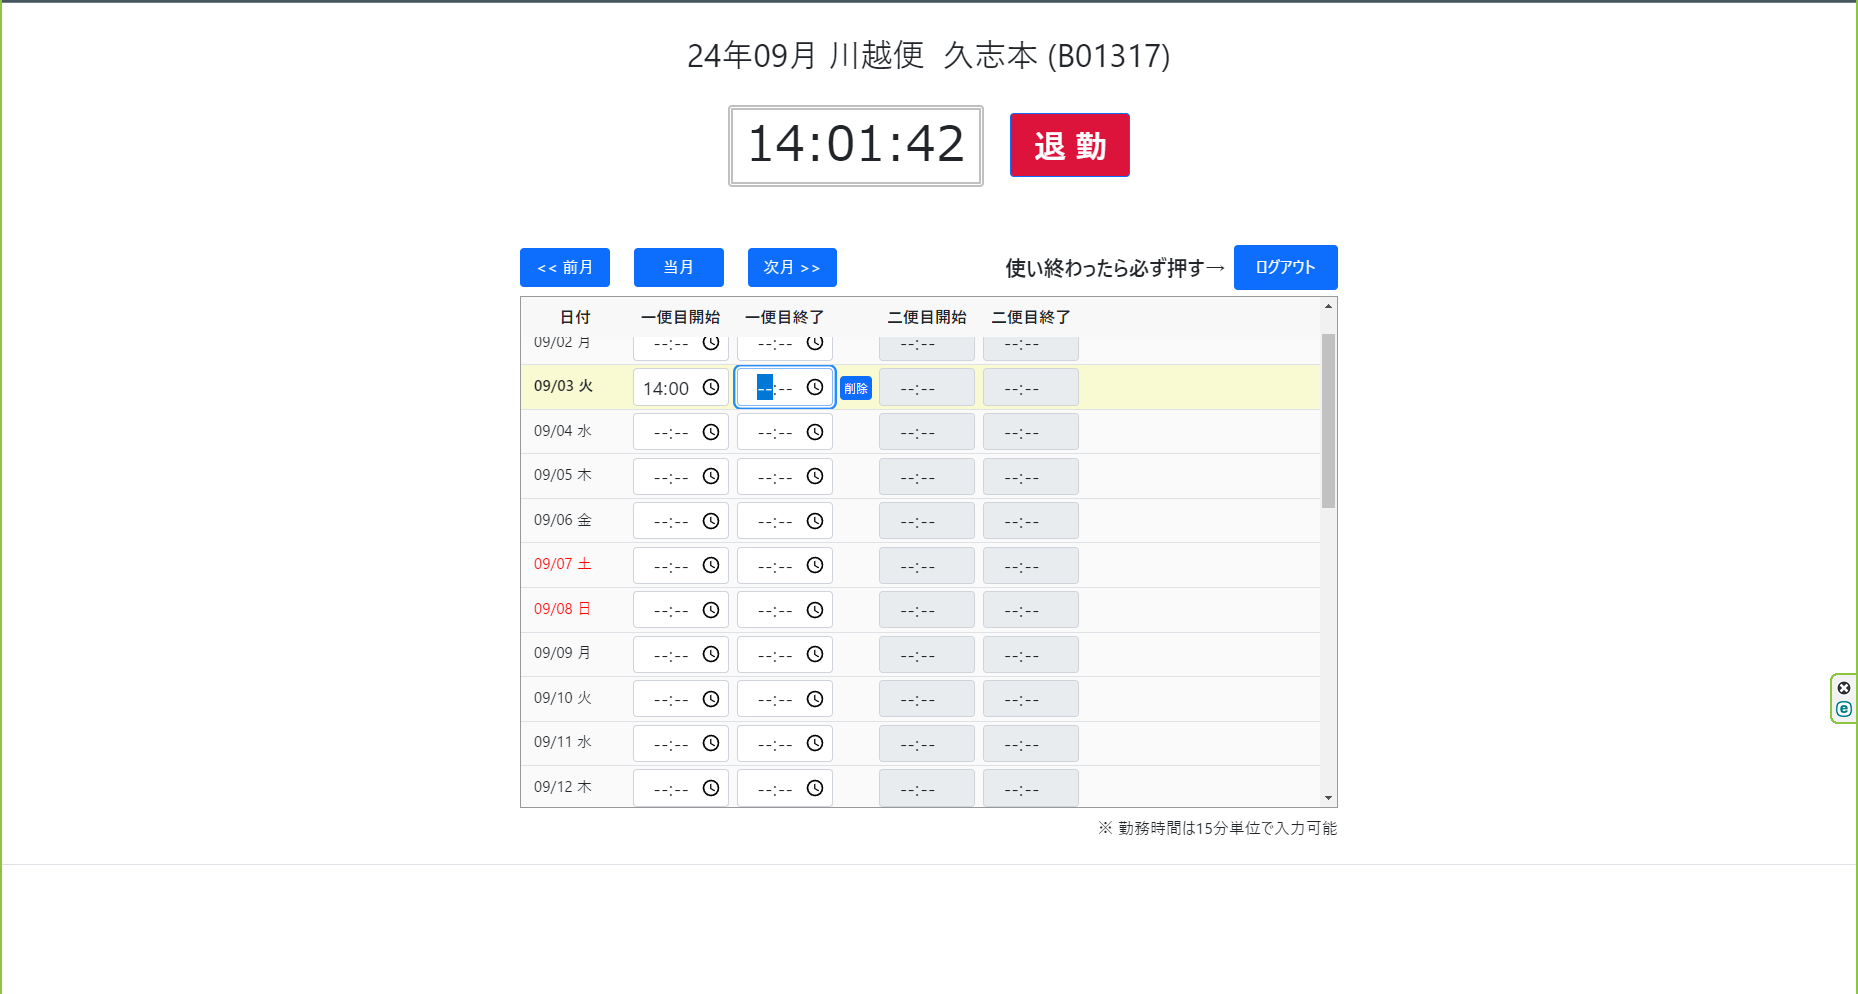 24年09月 川越便 久志本 (B01317)
14:01:42 退 勤
<< 前月 当月 次月 >> 使い終わったら必ず押す→ ログアウト
日付 一便目開始 一便目終了 二便目開始 二便目終了
09/02 月 --:-- --:-- --:-- --:--
09/03 火 14:00 --:-- 削除 --:-- --:--
09/04 水 --:-- --:-- --:-- --:--
09/05 木 --:-- --:-- --:-- --:--
09/06 金 --:-- --:-- --:-- --:--
09/07 土 --:-- --:-- --:-- --:--
09/08 日 --:-- --:-- --:-- --:--
09/09 月 --:-- --:-- --:-- --:--
09/10 火 --:-- --:-- --:-- --:--
09/11 水 --:-- --:-- --:-- --:--
09/12 木 --:-- --:-- --:-- --:--
※ 勤務時間は15分単位で入力可能
e